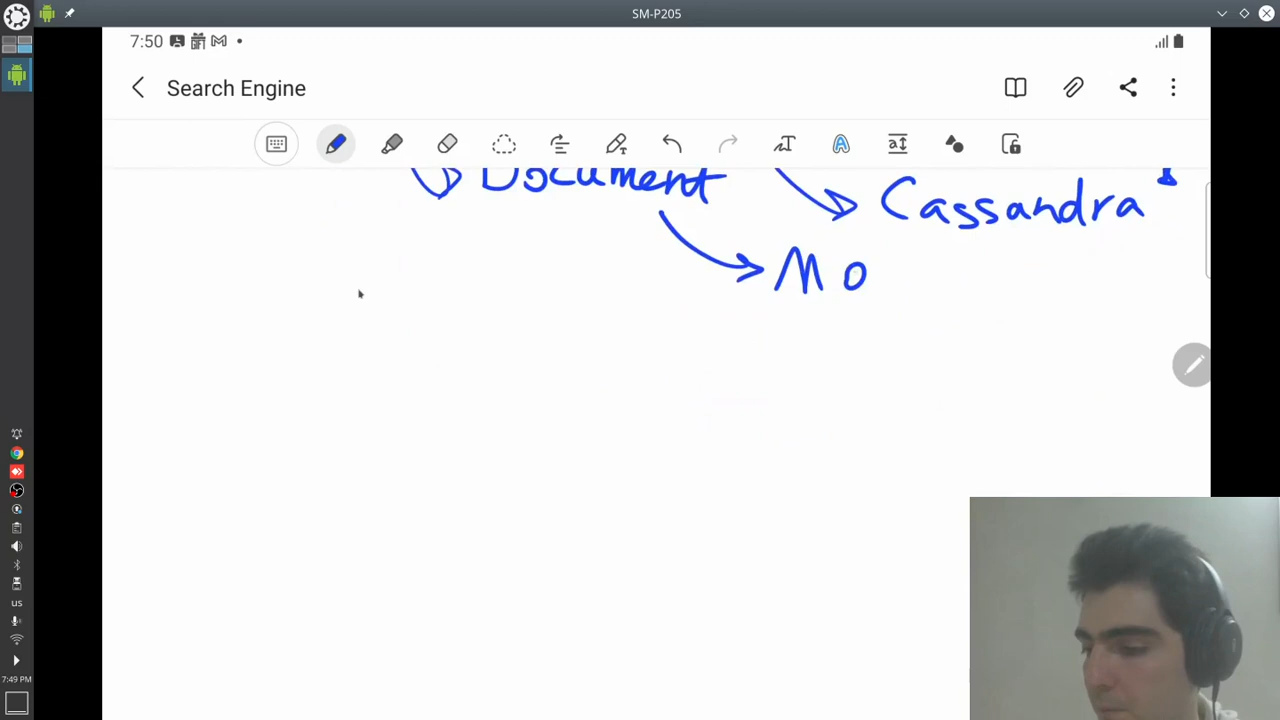 SM-P205
7:50
Search Engine
Document
Cassandra
Mo
us
7:49 PM